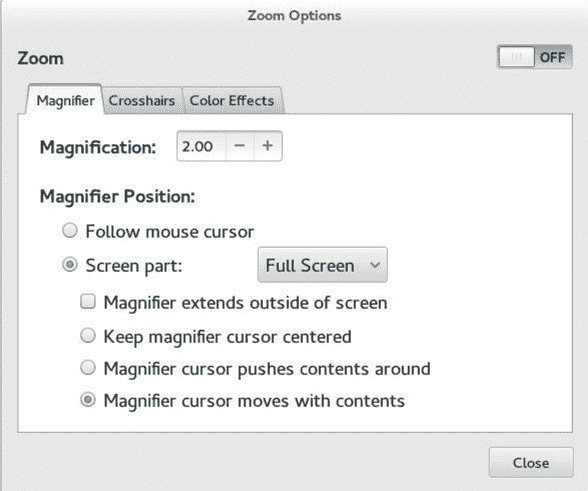 Zoom Options
Zoom OFF
Magnifier Crosshairs Color Effects
Magnification: 2.00 − +
Magnifier Position:
Follow mouse cursor
Screen part: Full Screen
Magnifier extends outside of screen
Keep magnifier cursor centered
Magnifier cursor pushes contents around
Magnifier cursor moves with contents
Close